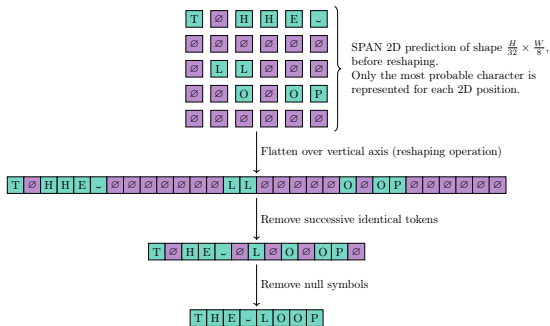 T ∅ H H E ⌣
∅ ∅ ∅ ∅ ∅ ∅
∅ L L ∅ ∅ ∅
∅ ∅ O ∅ O P
∅ ∅ ∅ ∅ ∅ ∅
SPAN 2D prediction of shape H/32 × W/8,
before reshaping.
Only the most probable character is
represented for each 2D position.
Flatten over vertical axis (reshaping operation)
T ∅ H H E ⌣ ∅ ∅ ∅ ∅ ∅ ∅ ∅ L L ∅ ∅ ∅ ∅ ∅ O ∅ O P ∅ ∅ ∅ ∅ ∅ ∅
Remove successive identical tokens
T ∅ H E ⌣ ∅ L ∅ O ∅ O P ∅
Remove null symbols
T H E ⌣ L O O P